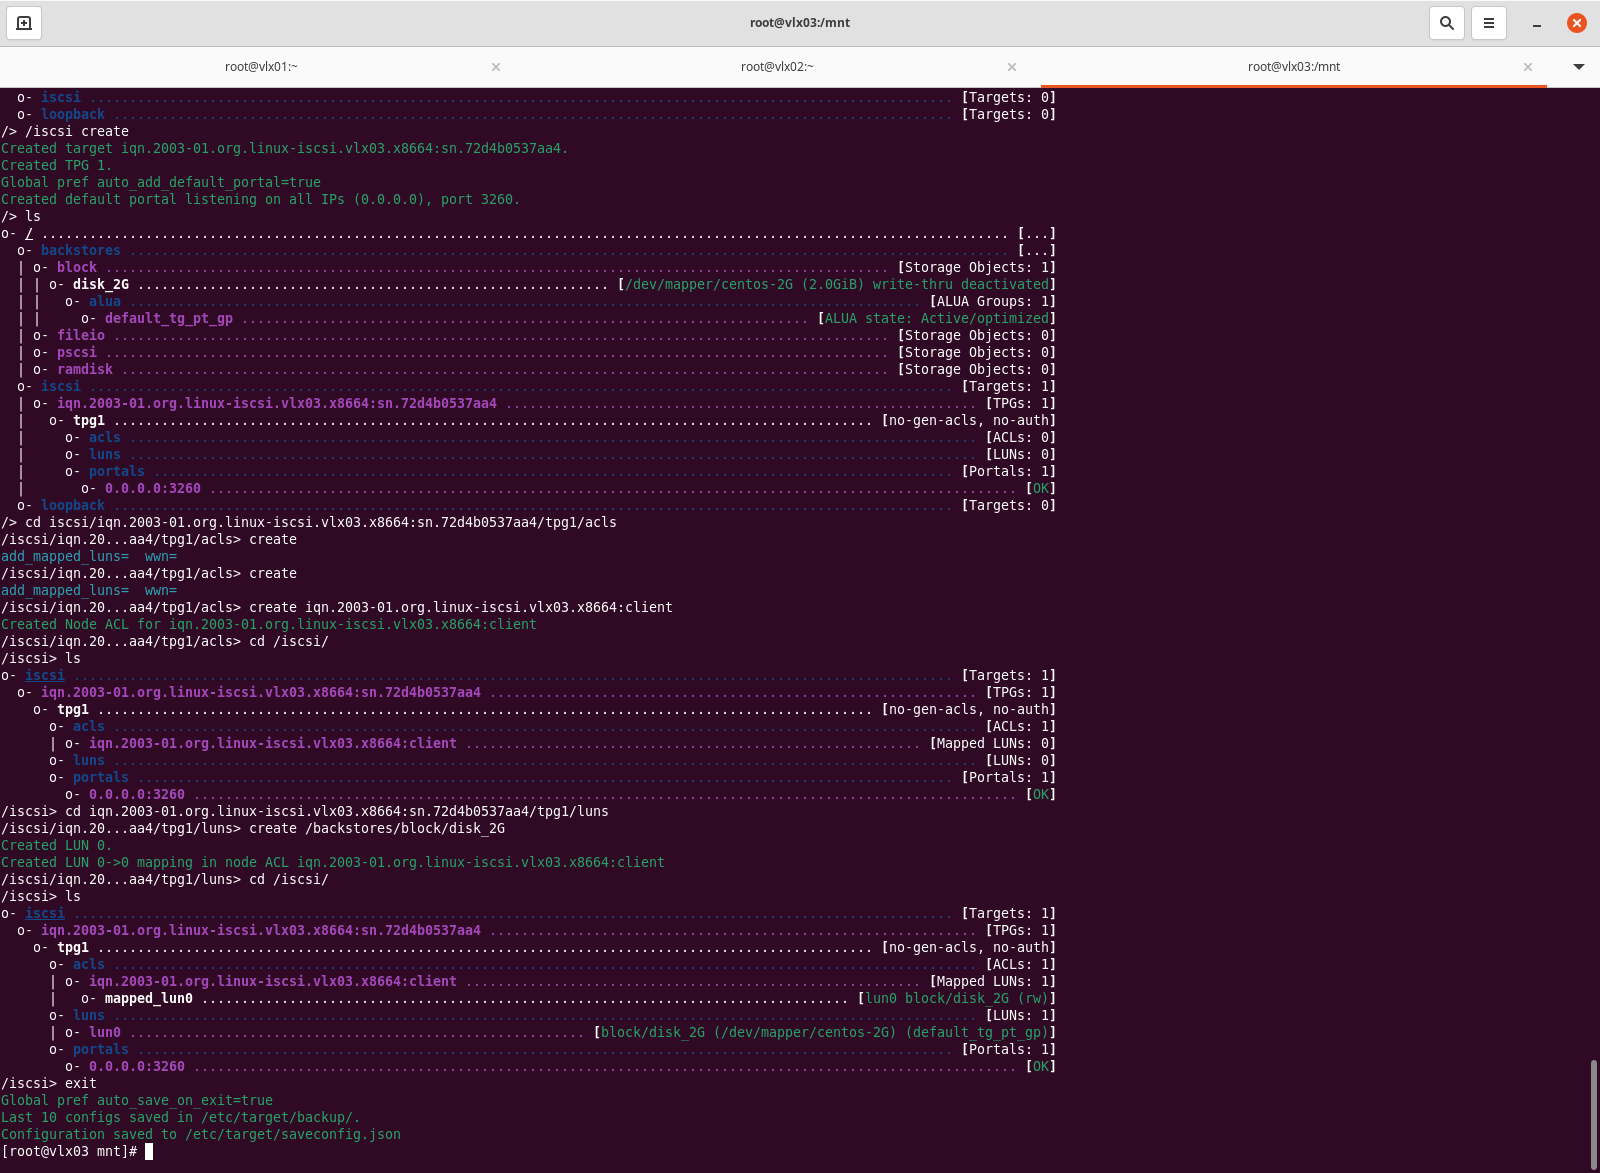 root@vlx03:/mnt
root@vlx01:~
root@vlx02:~
root@vlx03:/mnt
o- iscsi ............................................................................................................ [Targets: 0]
o- loopback ......................................................................................................... [Targets: 0]
/> /iscsi create
Created target iqn.2003-01.org.linux-iscsi.vlx03.x8664:sn.72d4b0537aa4.
Created TPG 1.
Global pref auto_add_default_portal=true
Created default portal listening on all IPs (0.0.0.0), port 3260.
/> ls
o- / ......................................................................................................................... [...]
o- backstores .............................................................................................................. [...]
| o- block .................................................................................................. [Storage Objects: 1]
| | o- disk_2G ........................................................... [/dev/mapper/centos-2G (2.0GiB) write-thru deactivated]
| |   o- alua ................................................................................................... [ALUA Groups: 1]
| |     o- default_tg_pt_gp ....................................................................... [ALUA state: Active/optimized]
| o- fileio ................................................................................................. [Storage Objects: 0]
| o- pscsi .................................................................................................. [Storage Objects: 0]
| o- ramdisk ................................................................................................ [Storage Objects: 0]
o- iscsi ............................................................................................................ [Targets: 1]
| o- iqn.2003-01.org.linux-iscsi.vlx03.x8664:sn.72d4b0537aa4 ........................................................... [TPGs: 1]
|   o- tpg1 ............................................................................................... [no-gen-acls, no-auth]
|     o- acls .......................................................................................................... [ACLs: 0]
|     o- luns .......................................................................................................... [LUNs: 0]
|     o- portals .................................................................................................... [Portals: 1]
|       o- 0.0.0.0:3260 ..................................................................................................... [OK]
o- loopback ......................................................................................................... [Targets: 0]
/> cd iscsi/iqn.2003-01.org.linux-iscsi.vlx03.x8664:sn.72d4b0537aa4/tpg1/acls
/iscsi/iqn.20...aa4/tpg1/acls> create
add_mapped_luns=  wwn=
/iscsi/iqn.20...aa4/tpg1/acls> create
add_mapped_luns=  wwn=
/iscsi/iqn.20...aa4/tpg1/acls> create iqn.2003-01.org.linux-iscsi.vlx03.x8664:client
Created Node ACL for iqn.2003-01.org.linux-iscsi.vlx03.x8664:client
/iscsi/iqn.20...aa4/tpg1/acls> cd /iscsi/
/iscsi> ls
o- iscsi .............................................................................................................. [Targets: 1]
o- iqn.2003-01.org.linux-iscsi.vlx03.x8664:sn.72d4b0537aa4 ............................................................. [TPGs: 1]
o- tpg1 ................................................................................................. [no-gen-acls, no-auth]
o- acls ............................................................................................................ [ACLs: 1]
| o- iqn.2003-01.org.linux-iscsi.vlx03.x8664:client ......................................................... [Mapped LUNs: 0]
o- luns ............................................................................................................ [LUNs: 0]
o- portals ...................................................................................................... [Portals: 1]
o- 0.0.0.0:3260 ....................................................................................................... [OK]
/iscsi> cd iqn.2003-01.org.linux-iscsi.vlx03.x8664:sn.72d4b0537aa4/tpg1/luns
/iscsi/iqn.20...aa4/tpg1/luns> create /backstores/block/disk_2G
Created LUN 0.
Created LUN 0->0 mapping in node ACL iqn.2003-01.org.linux-iscsi.vlx03.x8664:client
/iscsi/iqn.20...aa4/tpg1/luns> cd /iscsi/
/iscsi> ls
o- iscsi .............................................................................................................. [Targets: 1]
o- iqn.2003-01.org.linux-iscsi.vlx03.x8664:sn.72d4b0537aa4 ............................................................. [TPGs: 1]
o- tpg1 ................................................................................................. [no-gen-acls, no-auth]
o- acls ............................................................................................................ [ACLs: 1]
| o- iqn.2003-01.org.linux-iscsi.vlx03.x8664:client ......................................................... [Mapped LUNs: 1]
|   o- mapped_lun0 ................................................................................. [lun0 block/disk_2G (rw)]
o- luns ............................................................................................................ [LUNs: 1]
| o- lun0 ......................................................... [block/disk_2G (/dev/mapper/centos-2G) (default_tg_pt_gp)]
o- portals ...................................................................................................... [Portals: 1]
o- 0.0.0.0:3260 ....................................................................................................... [OK]
/iscsi> exit
Global pref auto_save_on_exit=true
Last 10 configs saved in /etc/target/backup/.
Configuration saved to /etc/target/saveconfig.json
[root@vlx03 mnt]#